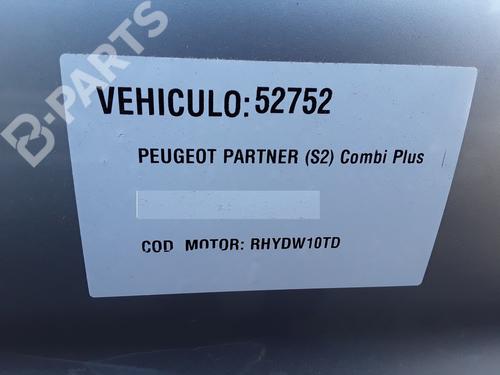 B-PARTS
VEHICULO: 52752
PEUGEOT PARTNER (S2) Combi Plus
COD MOTOR: RHYDW10TD